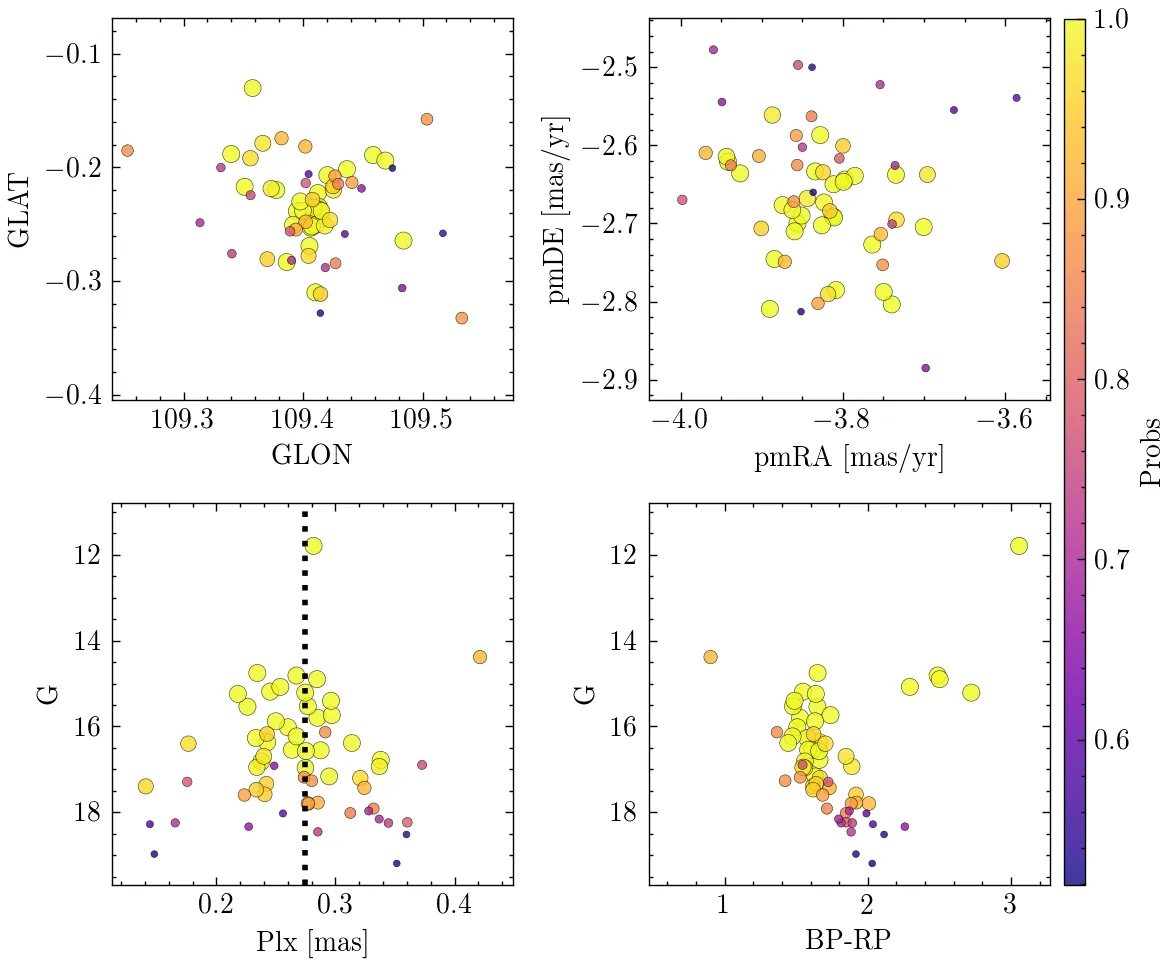 −0.1
−0.2
−0.3
−0.4
GLAT
109.3 109.4 109.5
GLON
−2.5
−2.6
−2.7
−2.8
−2.9
pmDE [mas/yr]
−4.0 −3.8 −3.6
pmRA [mas/yr]
12
14
16
18
G
0.2 0.3 0.4
Plx [mas]
12
14
16
18
G
1 2 3
BP-RP
1.0
0.9
0.8
0.7
0.6
Probs